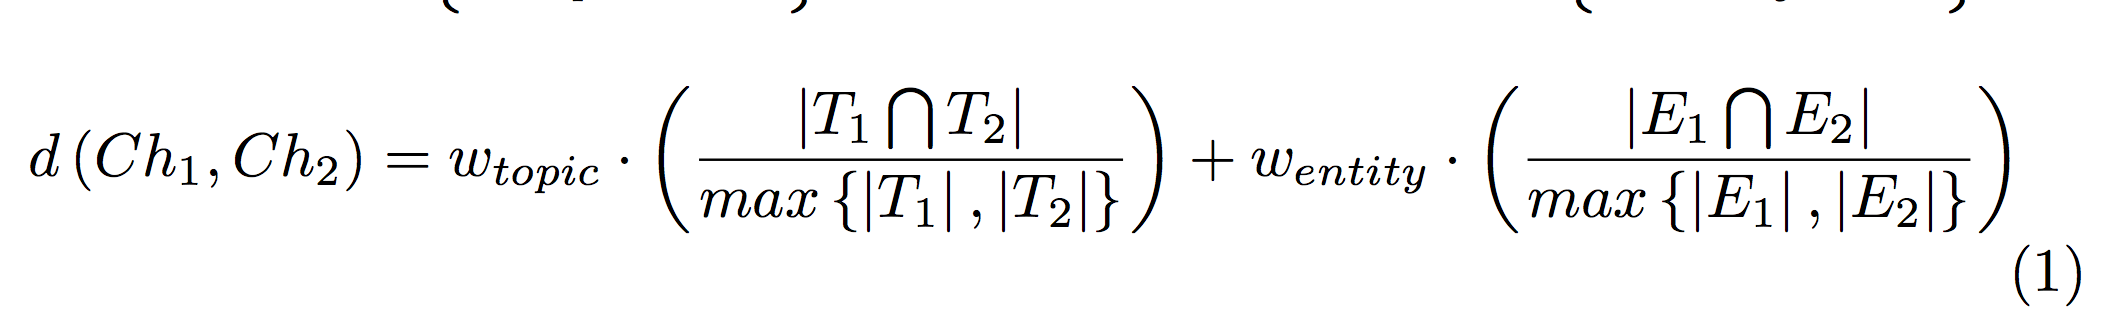 d (Ch₁, Ch₂) = w_topic · ( |T₁ ⋂ T₂| / max {|T₁| , |T₂|} ) + w_entity · ( |E₁ ⋂ E₂| / max {|E₁| , |E₂|} )
(1)